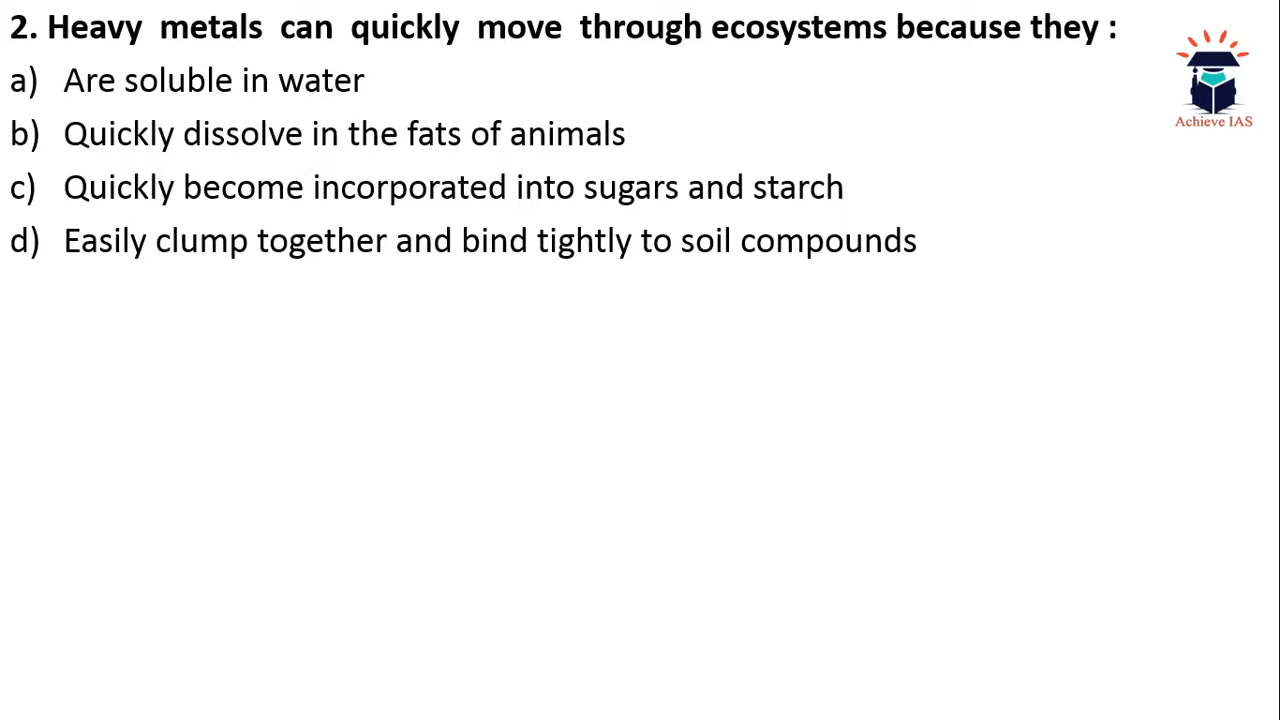 2. Heavy metals can quickly move through ecosystems because they :
a) Are soluble in water
b) Quickly dissolve in the fats of animals
c) Quickly become incorporated into sugars and starch
d) Easily clump together and bind tightly to soil compounds
Achieve IAS